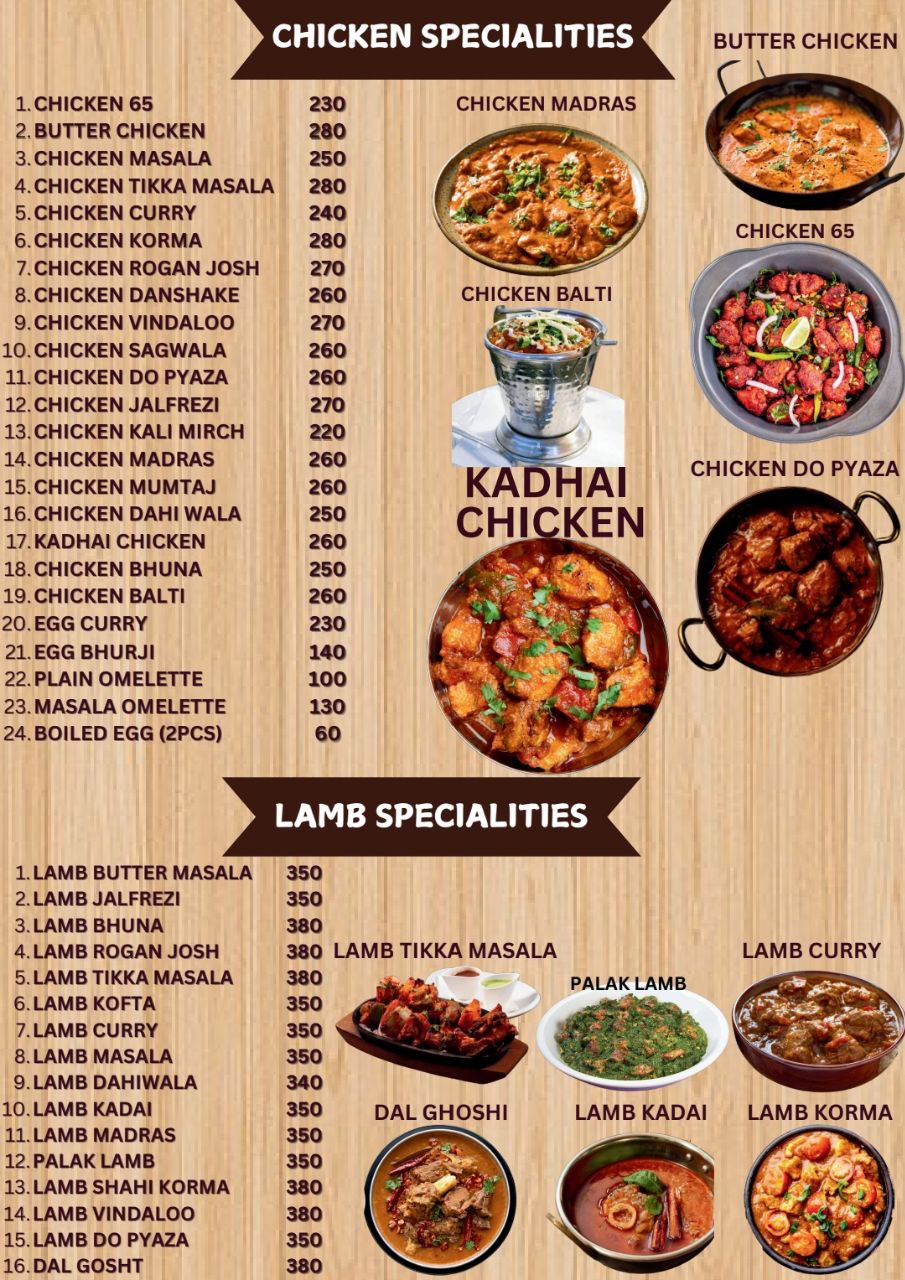 CHICKEN SPECIALITIES
1. CHICKEN 65 230
2. BUTTER CHICKEN 280
3. CHICKEN MASALA 250
4. CHICKEN TIKKA MASALA 280
5. CHICKEN CURRY 240
6. CHICKEN KORMA 280
7. CHICKEN ROGAN JOSH 270
8. CHICKEN DANSHAKE 260
9. CHICKEN VINDALOO 270
10. CHICKEN SAGWALA 260
11. CHICKEN DO PYAZA 260
12. CHICKEN JALFREZI 270
13. CHICKEN KALI MIRCH 220
14. CHICKEN MADRAS 260
15. CHICKEN MUMTAJ 260
16. CHICKEN DAHI WALA 250
17. KADHAI CHICKEN 260
18. CHICKEN BHUNA 250
19. CHICKEN BALTI 260
20. EGG CURRY 230
21. EGG BHURJI 140
22. PLAIN OMELETTE 100
23. MASALA OMELETTE 130
24. BOILED EGG (2PCS) 60
BUTTER CHICKEN
CHICKEN MADRAS
CHICKEN 65
CHICKEN BALTI
CHICKEN DO PYAZA
KADHAI
CHICKEN
LAMB SPECIALITIES
1. LAMB BUTTER MASALA 350
2. LAMB JALFREZI 350
3. LAMB BHUNA 380
4. LAMB ROGAN JOSH 380
5. LAMB TIKKA MASALA 380
6. LAMB KOFTA 350
7. LAMB CURRY 350
8. LAMB MASALA 350
9. LAMB DAHIWALA 340
10. LAMB KADAI 350
11. LAMB MADRAS 350
12. PALAK LAMB 350
13. LAMB SHAHI KORMA 380
14. LAMB VINDALOO 380
15. LAMB DO PYAZA 350
16. DAL GOSHT 380
LAMB TIKKA MASALA
PALAK LAMB
LAMB CURRY
DAL GHOSHI
LAMB KADAI
LAMB KORMA